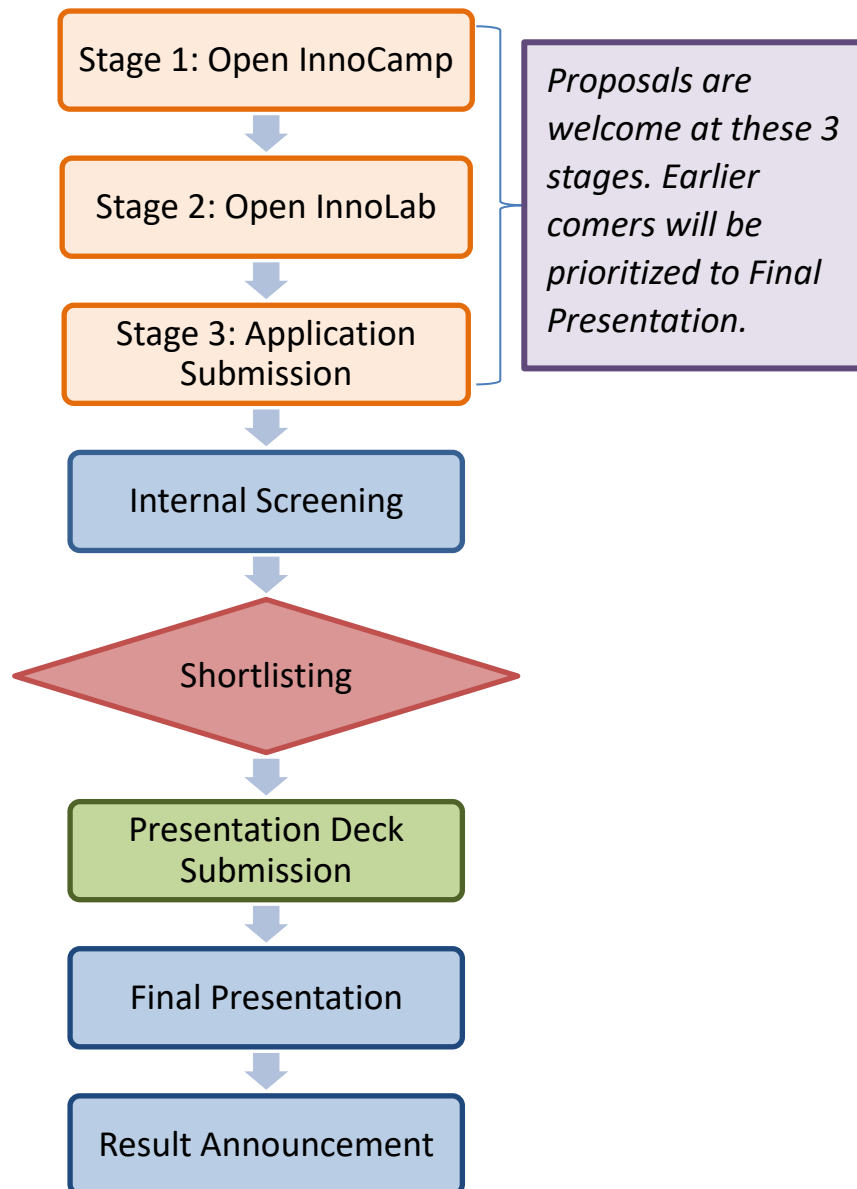 Stage 1: Open InnoCamp
Stage 2: Open InnoLab
Stage 3: Application
Submission
Proposals are
welcome at these 3
stages. Earlier
comers will be
prioritized to Final
Presentation.
Internal Screening
Shortlisting
Presentation Deck
Submission
Final Presentation
Result Announcement